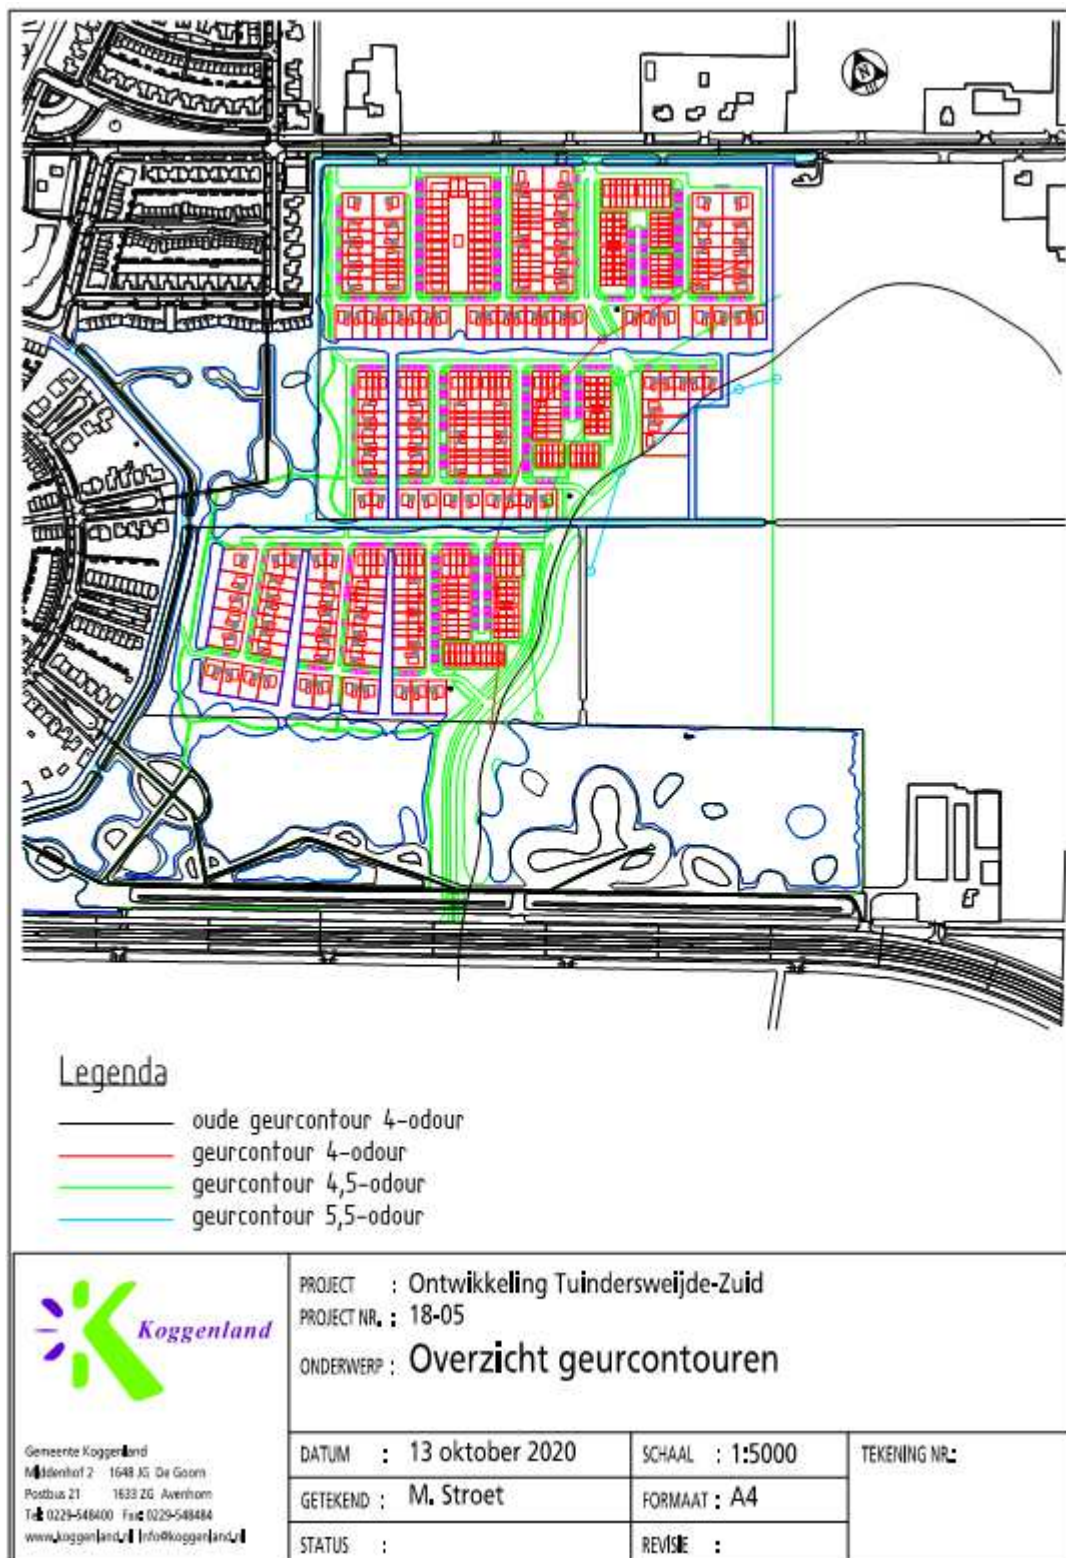 N
Legenda
oude geurcontour 4-odour
geurcontour 4-odour
geurcontour 4,5-odour
geurcontour 5,5-odour
Koggenland
Gemeente Koggenland
Middenhof 2 1648 JG De Goorn
Postbus 21 1633 ZG Avenhorn
Tel: 0229-548400 Fax: 0229-548484
www.koggenland.nl info@koggenland.nl
PROJECT : Ontwikkeling Tuindersweijde-Zuid
PROJECT NR. : 18-05
ONDERWERP : Overzicht geurcontouren
DATUM : 13 oktober 2020
SCHAAL : 1:5000
TEKENING NR.:
GETEKEND : M. Stroet
FORMAAT : A4
STATUS :
REVISIE :